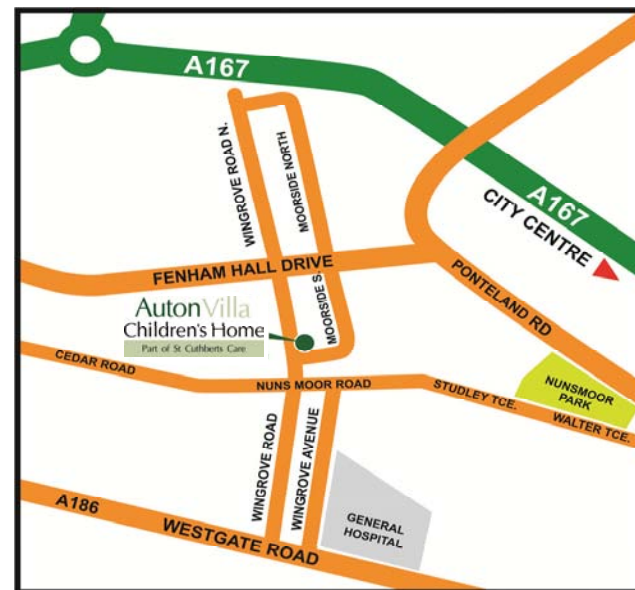 A167
WINGROVE ROAD N.
MOORSIDE NORTH
A167
CITY CENTRE
FENHAM HALL DRIVE
MOORSIDE S.
PONTELAND RD
AutonVilla
Children's Home
Part of St Cuthberts Care
CEDAR ROAD
NUNS MOOR ROAD
STUDLEY TCE.
NUNSMOOR
PARK
WALTER TCE.
WINGROVE ROAD
WINGROVE AVENUE
A186
WESTGATE ROAD
GENERAL
HOSPITAL